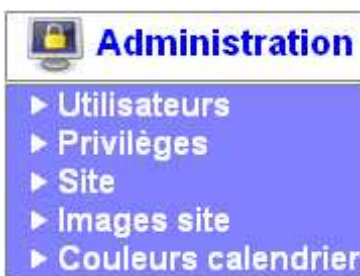 Administration
Utilisateurs
Privilèges
Site
Images site
Couleurs calendrier